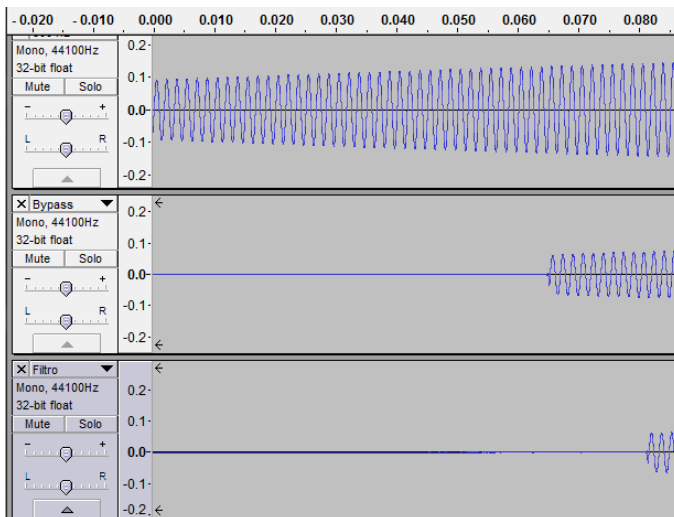 - 0.020 - 0.010 0.000 0.010 0.020 0.030 0.040 0.050 0.060 0.070 0.080
Mono, 44100Hz
32-bit float
Mute Solo
- +
L R
0.2-
0.1-
0.0-
-0.1-
-0.2-
X Bypass
Mono, 44100Hz
32-bit float
Mute Solo
- +
L R
0.2-
0.1-
0.0-
-0.1-
-0.2-
X Filtro
Mono, 44100Hz
32-bit float
Mute Solo
- +
L R
0.2-
0.1-
0.0-
-0.1-
-0.2-